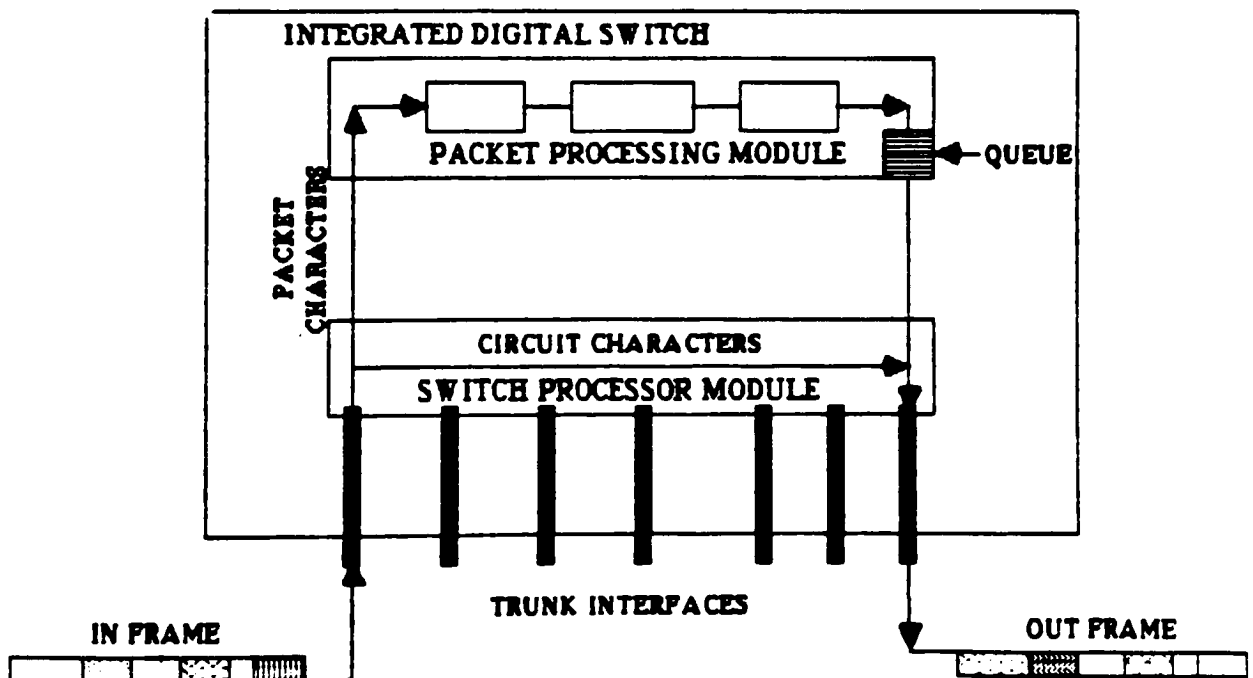 INTEGRATED DIGITAL SWITCH
PACKET PROCESSING MODULE
QUEUE
PACKET
CHARACTERS
CIRCUIT CHARACTERS
SWITCH PROCESSOR MODULE
TRUNK INTERFACES
IN FRAME
OUT FRAME